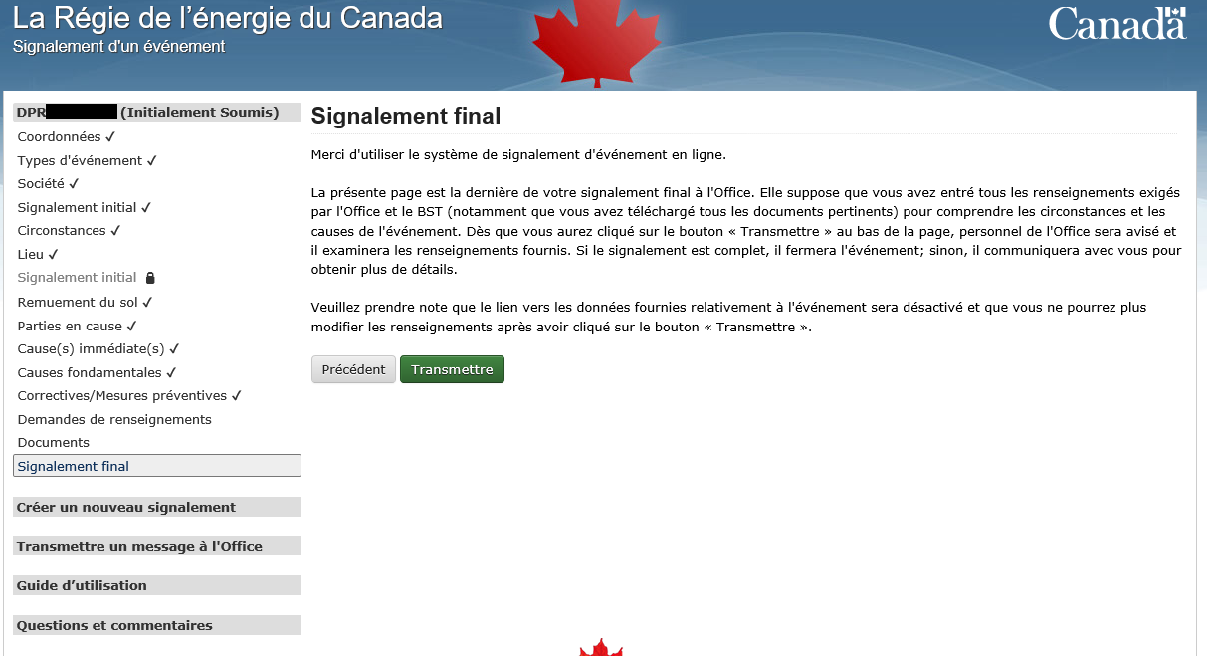 La Régie de l’énergie du Canada
Signalement d'un événement
Canada
DPR (Initialement Soumis)
Coordonnées ✓
Types d'événement ✓
Société ✓
Signalement initial ✓
Circonstances ✓
Lieu ✓
Signalement initial
Remuement du sol ✓
Parties en cause ✓
Cause(s) immédiate(s) ✓
Causes fondamentales ✓
Correctives/Mesures préventives ✓
Demandes de renseignements
Documents
Signalement final
Créer un nouveau signalement
Transmettre un message à l'Office
Guide d’utilisation
Questions et commentaires
Signalement final
Merci d'utiliser le système de signalement d'événement en ligne.
La présente page est la dernière de votre signalement final à l'Office. Elle suppose que vous avez entré tous les renseignements exigés
par l'Office et le BST (notamment que vous avez téléchargé tous les documents pertinents) pour comprendre les circonstances et les
causes de l'événement. Dès que vous aurez cliqué sur le bouton « Transmettre » au bas de la page, personnel de l'Office sera avisé et
il examinera les renseignements fournis. Si le signalement est complet, il fermera l'événement; sinon, il communiquera avec vous pour
obtenir plus de détails.
Veuillez prendre note que le lien vers les données fournies relativement à l'événement sera désactivé et que vous ne pourrez plus
modifier les renseignements après avoir cliqué sur le bouton « Transmettre ».
Précédent Transmettre